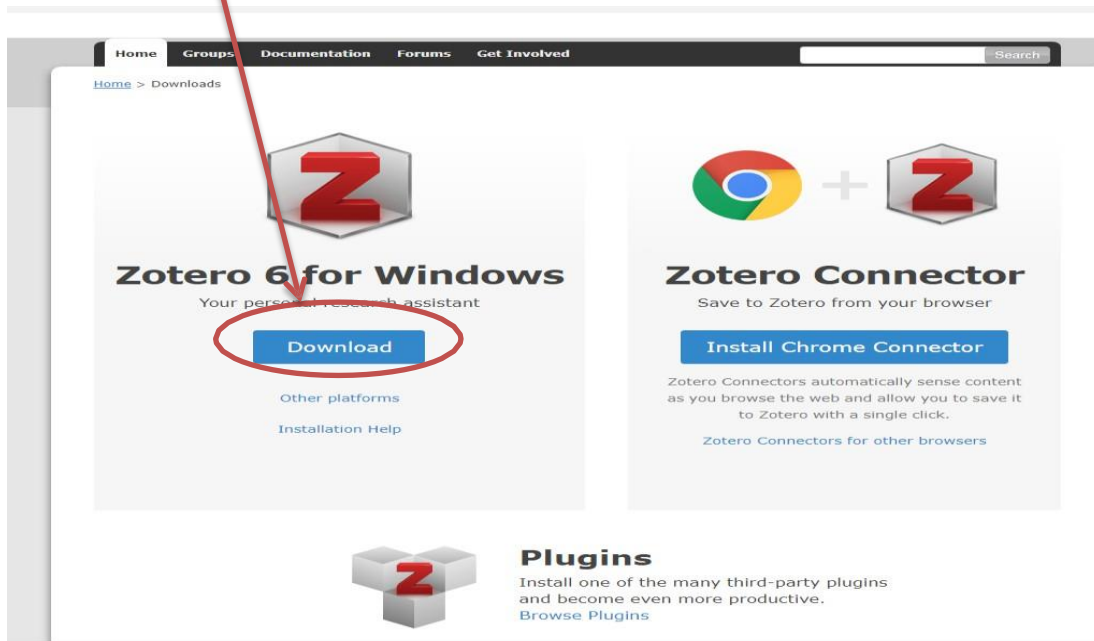 Home Groups Documentation Forums Get Involved Search
Home > Downloads
Z
Z
Zotero 6 for Windows
Your personal research assistant
Download
Other platforms
Installation Help
Zotero Connector
Save to Zotero from your browser
Install Chrome Connector
Zotero Connectors automatically sense content
as you browse the web and allow you to save it
to Zotero with a single click.
Zotero Connectors for other browsers
Z
Plugins
Install one of the many third-party plugins
and become even more productive.
Browse Plugins